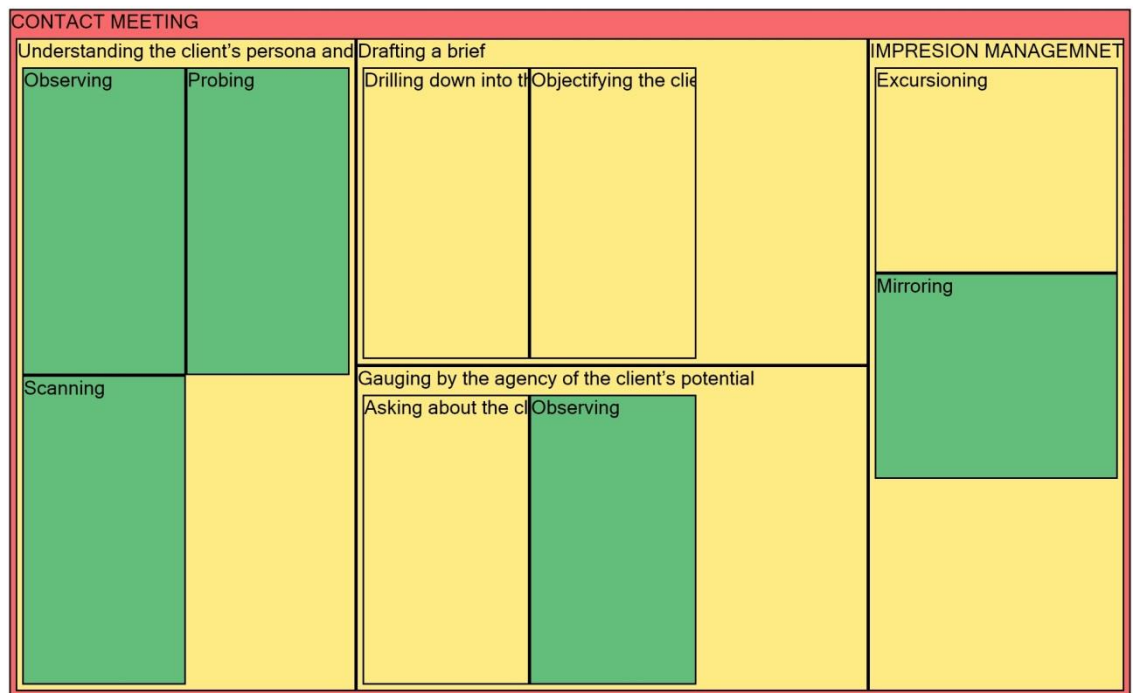 CONTACT MEETING
Understanding the client's persona and
Observing
Probing
Scanning
Drafting a brief
Drilling down into th
Objectifying the clie
Gauging by the agency of the client's potential
Asking about the cl
Observing
IMPRESION MANAGEMNET
Excursioning
Mirroring